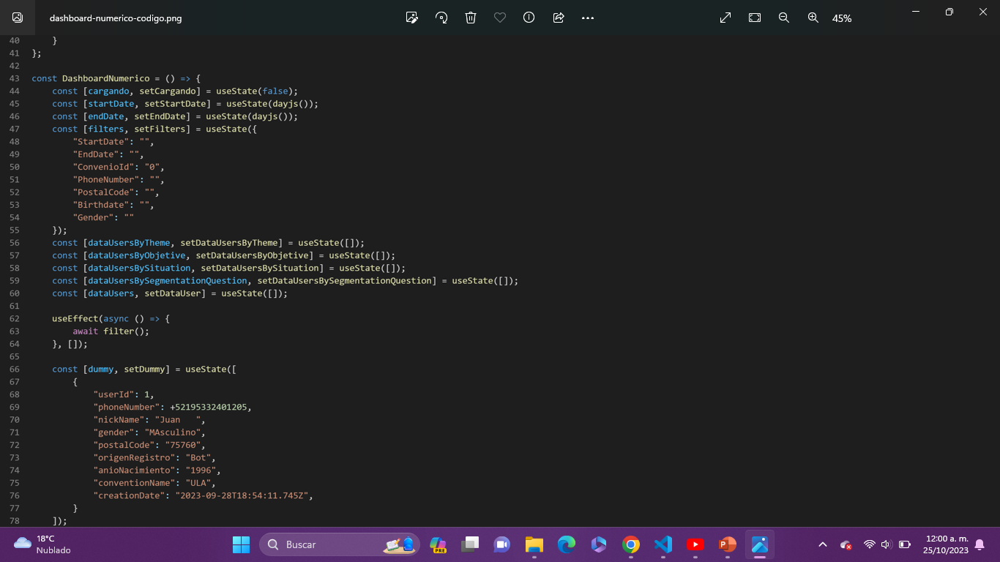 dashboard-numerico-codigo.png
45%
40 }
41 };
42
43 const DashboardNumerico = () => {
44 const [cargando, setCargando] = useState(false);
45 const [startDate, setStartDate] = useState(dayjs());
46 const [endDate, setEndDate] = useState(dayjs());
47 const [filters, setFilters] = useState({
48 "StartDate": "",
49 "EndDate": "",
50 "ConvenioId": "0",
51 "PhoneNumber": "",
52 "PostalCode": "",
53 "Birthdate": "",
54 "Gender": ""
55 });
56 const [dataUsersByTheme, setDataUsersByTheme] = useState([]);
57 const [dataUsersByObjetive, setDataUsersByObjetive] = useState([]);
58 const [dataUsersBySituation, setDataUsersBySituation] = useState([]);
59 const [dataUsersBySegmentationQuestion, setDataUsersBySegmentationQuestion] = useState([]);
60 const [dataUsers, setDataUser] = useState([]);
61
62 useEffect(async () => {
63 await filter();
64 }, []);
65
66 const [dummy, setDummy] = useState([
67 {
68 "userId": 1,
69 "phoneNumber": +52195332401205,
70 "nickName": "Juan   ",
71 "gender": "MAsculino",
72 "postalCode": "75760",
73 "origenRegistro": "Bot",
74 "anioNacimiento": "1996",
75 "conventionName": "ULA",
76 "creationDate": "2023-09-28T18:54:11.745Z",
77 }
78 ]);
18°C
Nublado
Buscar
PRE
P
12:00 a. m.
25/10/2023